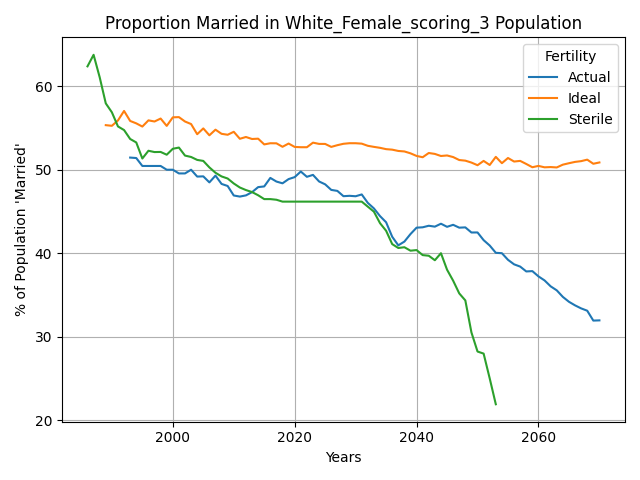 Proportion Married in White_Female_scoring_3 Population
% of Population 'Married'
60
50
40
30
20
Fertility
Actual
Ideal
Sterile
2000
2020
2040
2060
Years